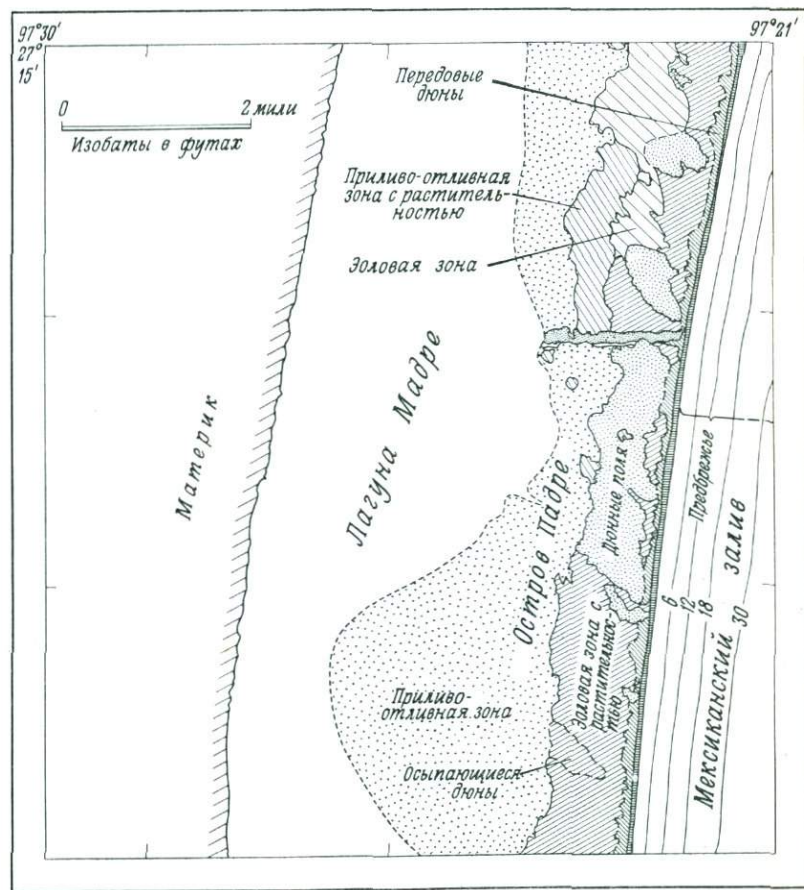 97°30'
97°21'
27°
15'
Передовые
дюны
0 2 мили
Изобаты в футах
Приливо-отливная
зона с раститель-
ностью
Эоловая зона
Материк
Лагуна Мадре
Остров Падре
Дюнные поля
Предбрежье
Мексиканский залив
6
12
18
30
Эоловая зона с
растительнос-
тью
Приливо-
отливная зона
Осыпающиеся
дюны